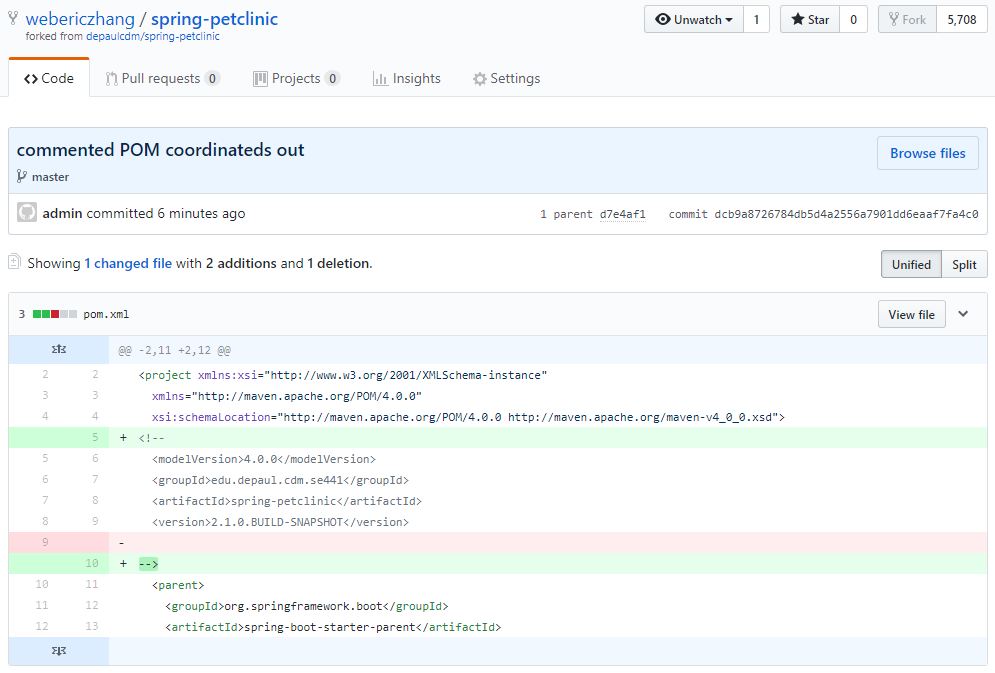 webericzhang / spring-petclinic
Unwatch 1 Star 0 Fork 5,708
forked from depaulcdm/spring-petclinic
<> Code Pull requests 0 Projects 0 Insights Settings
commented POM coordinateds out
Browse files
master
admin committed 6 minutes ago 1 parent d7e4af1 commit dcb9a8726784db5d4a2556a7901dd6eaaf7fa4c0
Showing 1 changed file with 2 additions and 1 deletion. Unified Split
3 pom.xml View file
@@ -2,11 +2,12 @@
2 2 <project xmlns:xsi="http://www.w3.org/2001/XMLSchema-instance"
3 3 xmlns="http://maven.apache.org/POM/4.0.0"
4 4 xsi:schemaLocation="http://maven.apache.org/POM/4.0.0 http://maven.apache.org/maven-v4_0_0.xsd">
5 + <!--
5 6 <modelVersion>4.0.0</modelVersion>
6 7 <groupId>edu.depaul.cdm.se441</groupId>
7 8 <artifactId>spring-petclinic</artifactId>
8 9 <version>2.1.0.BUILD-SNAPSHOT</version>
9 -
10 + -->
10 11 <parent>
11 12 <groupId>org.springframework.boot</groupId>
12 13 <artifactId>spring-boot-starter-parent</artifactId>